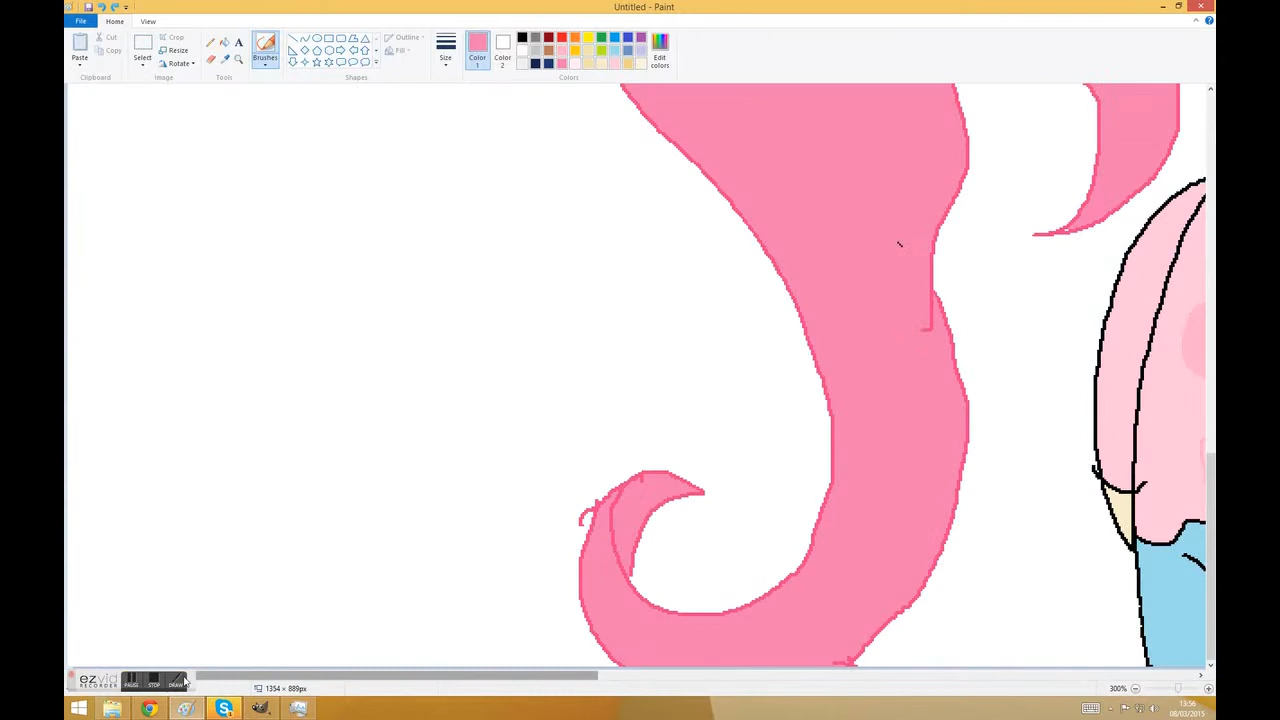 Untitled - Paint
File Home View
Paste
Cut
Copy
Clipboard
Select
Crop
Resize
Rotate
Image
A
Tools
Brushes
Outline
Fill
Shapes
Size
Color 1
Color 2
Edit colors
Colors
ezvid
RECORDER
PAUSE STOP DRAW
1354 × 889px
300%
13:56
08/03/2015